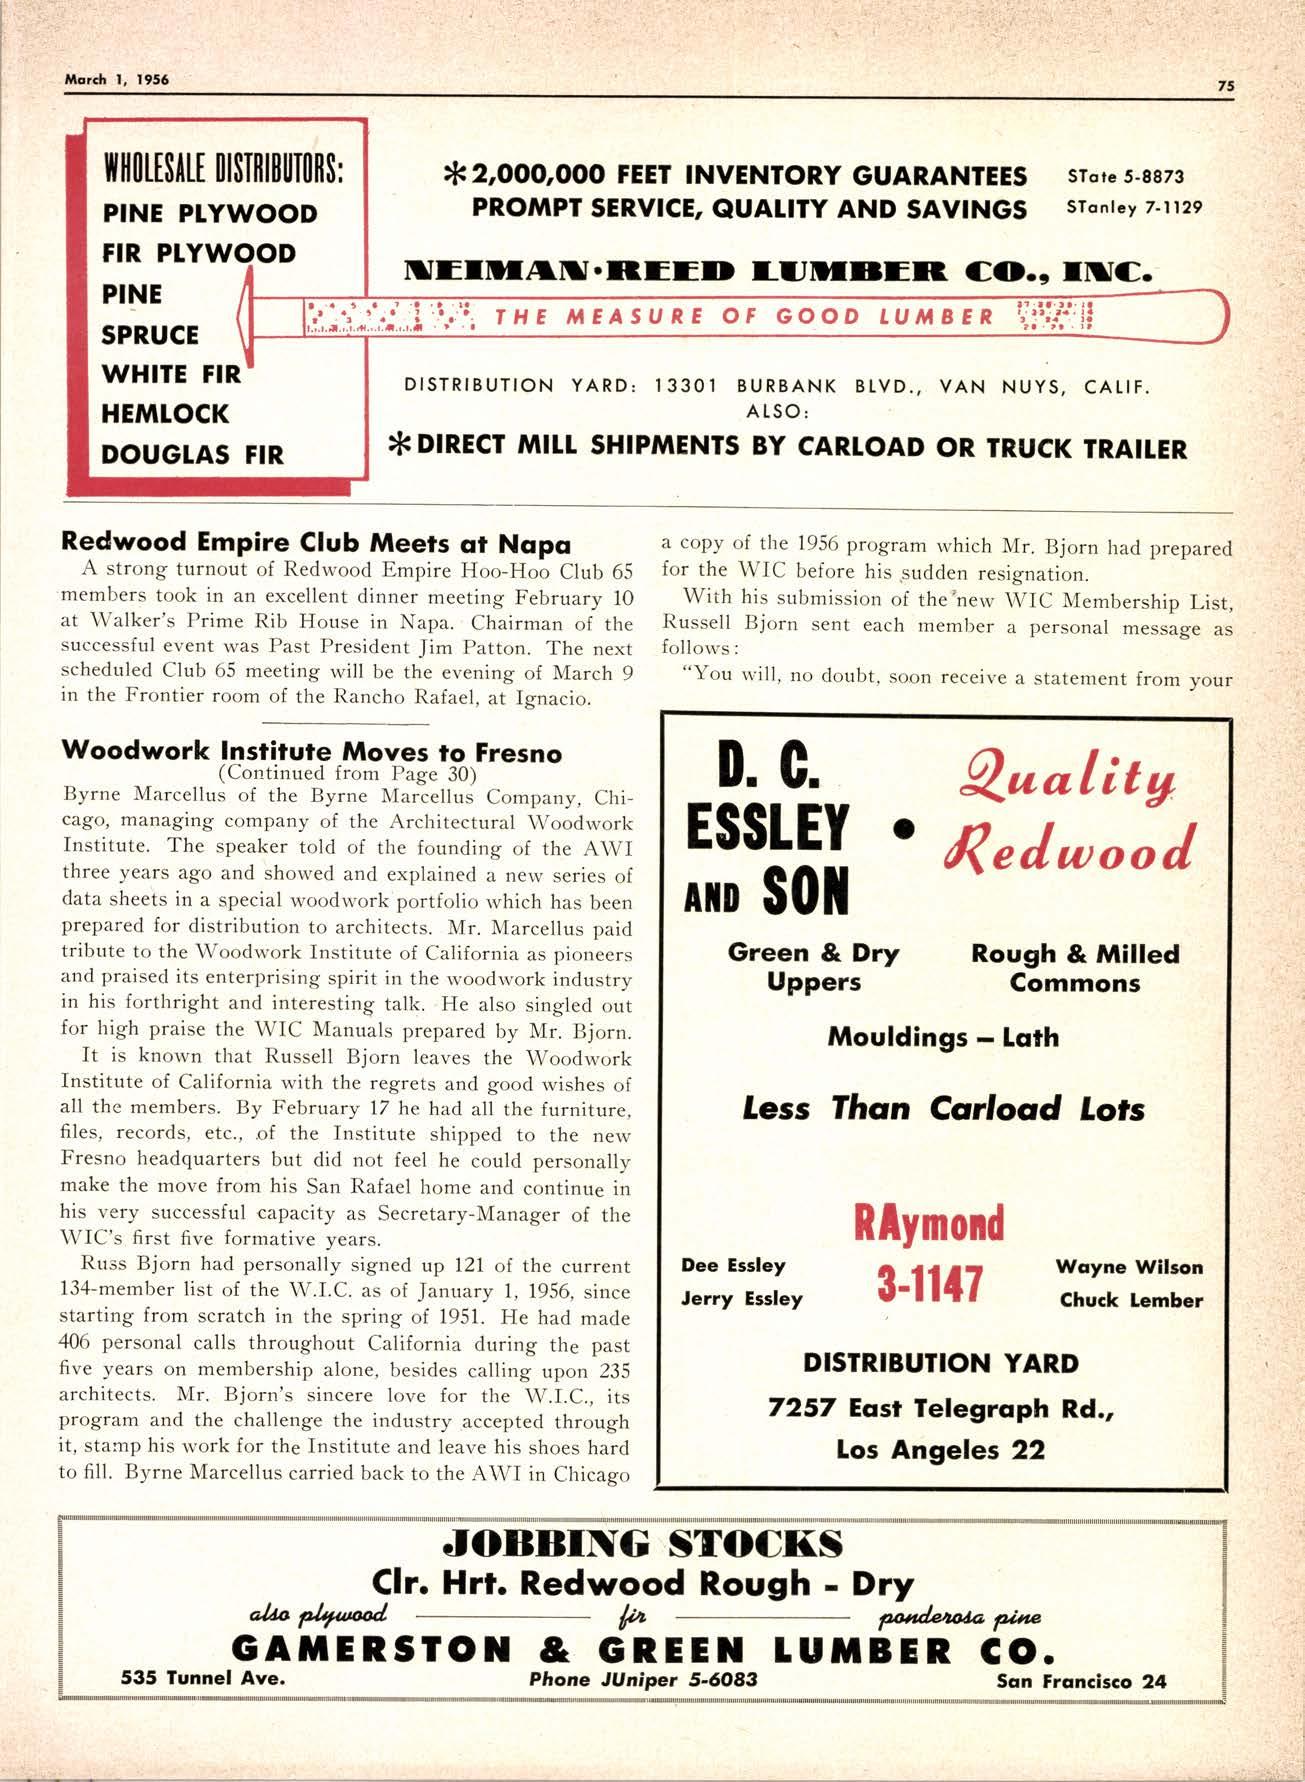 March 1, 1956
75
WHOLESALE DISTRIBUTORS:
PINE PLYWOOD
FIR PLYWOOD
PINE
SPRUCE
WHITE FIR
HEMLOCK
DOUGLAS FIR
*2,000,000 FEET INVENTORY GUARANTEES
PROMPT SERVICE, QUALITY AND SAVINGS
STate 5-8873
STanley 7-1129
NEIMAN·REED LUMBER CO., INC.
THE MEASURE OF GOOD LUMBER
DISTRIBUTION YARD: 13301 BURBANK BLVD., VAN NUYS, CALIF.
ALSO:
*DIRECT MILL SHIPMENTS BY CARLOAD OR TRUCK TRAILER
Redwood Empire Club Meets at Napa
A strong turnout of Redwood Empire Hoo-Hoo Club 65
members took in an excellent dinner meeting February 10
at Walker's Prime Rib House in Napa. Chairman of the
successful event was Past President Jim Patton. The next
scheduled Club 65 meeting will be the evening of March 9
in the Frontier room of the Rancho Rafael, at Ignacio.
Woodwork Institute Moves to Fresno
(Continued from Page 30)
Byrne Marcellus of the Byrne Marcellus Company, Chi-
cago, managing company of the Architectural Woodwork
Institute. The speaker told of the founding of the AWI
three years ago and showed and explained a new series of
data sheets in a special woodwork portfolio which has been
prepared for distribution to architects. Mr. Marcellus paid
tribute to the Woodwork Institute of California as pioneers
and praised its enterprising spirit in the woodwork industry
in his forthright and interesting talk. He also singled out
for high praise the WIC Manuals prepared by Mr. Bjorn.
It is known that Russell Bjorn leaves the Woodwork
Institute of California with the regrets and good wishes of
all the members. By February 17 he had all the furniture,
files, records, etc., of the Institute shipped to the new
Fresno headquarters but did not feel he could personally
make the move from his San Rafael home and continue in
his very successful capacity as Secretary-Manager of the
WIC's first five formative years.
Russ Bjorn had personally signed up 121 of the current
134-member list of the W.I.C. as of January 1, 1956, since
starting from scratch in the spring of 1951. He had made
406 personal calls throughout California during the past
five years on membership alone, besides calling upon 235
architects. Mr. Bjorn's sincere love for the W.I.C., its
program and the challenge the industry accepted through
it, stamp his work for the Institute and leave his shoes hard
to fill. Byrne Marcellus carried back to the AWI in Chicago
a copy of the 1956 program which Mr. Bjorn had prepared
for the WIC before his sudden resignation.
With his submission of the new WIC Membership List,
Russell Bjorn sent each member a personal message as
follows:
"You will, no doubt, soon receive a statement from your
D. C.
ESSLEY
AND SON
•
Quality
Redwood
Green & Dry
Uppers
Rough & Milled
Commons
Mouldings – Lath
Less Than Carload Lots
RAymond
3-1147
Dee Essley
Jerry Essley
Wayne Wilson
Chuck Lember
DISTRIBUTION YARD
7257 East Telegraph Rd.,
Los Angeles 22
JOBBING STOCKS
Clr. Hrt. Redwood Rough - Dry
also plywood fir ponderosa pine
GAMERSTON & GREEN LUMBER CO.
535 Tunnel Ave. Phone JUniper 5-6083 San Francisco 24